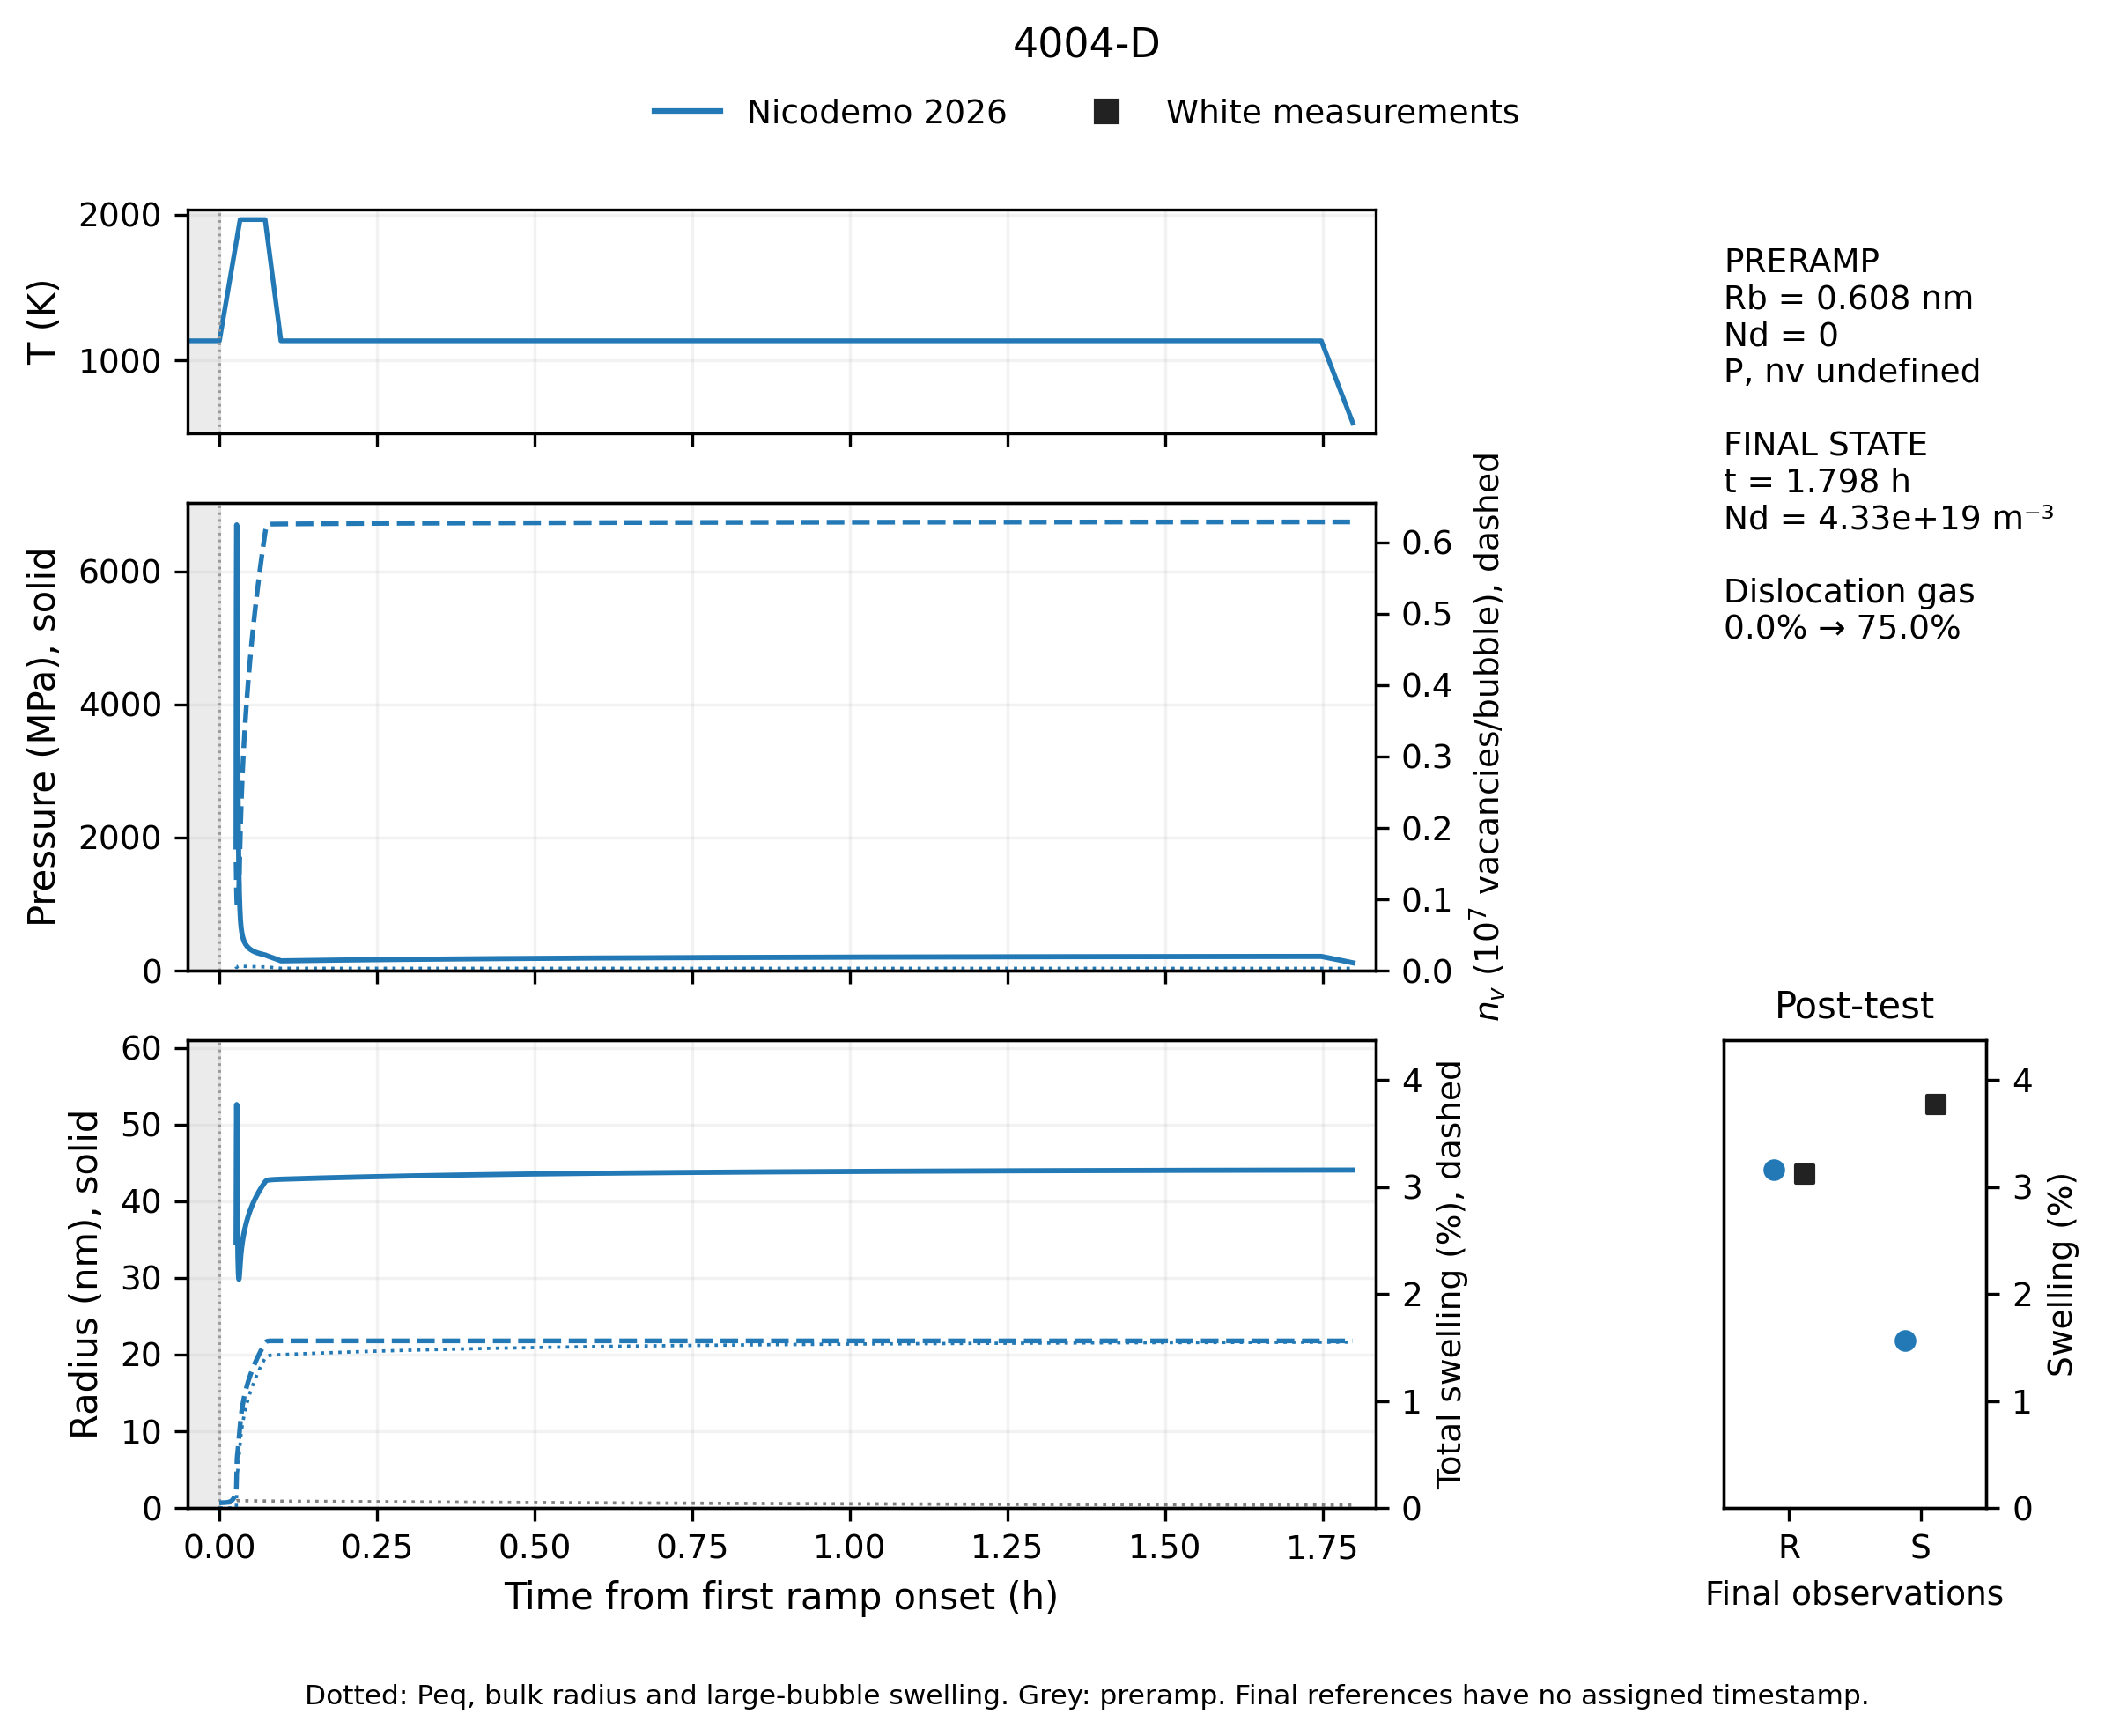 4004-D
Nicodemo 2026
White measurements
2000
1000
T (K)
PRERAMP
Rb = 0.608 nm
Nd = 0
P, nv undefined
FINAL STATE
t = 1.798 h
Nd = 4.33e+19 m⁻³
Dislocation gas
0.0% → 75.0%
6000
4000
2000
0
Pressure (MPa), solid
0.6
0.5
0.4
0.3
0.2
0.1
0.0
n_v (10⁷ vacancies/bubble), dashed
60
50
40
30
20
10
0
Radius (nm), solid
4
3
2
1
0
Total swelling (%), dashed
0.00
0.25
0.50
0.75
1.00
1.25
1.50
1.75
Time from first ramp onset (h)
Post-test
4
3
2
1
0
Swelling (%)
R
S
Final observations
Dotted: Peq, bulk radius and large-bubble swelling. Grey: preramp. Final references have no assigned timestamp.